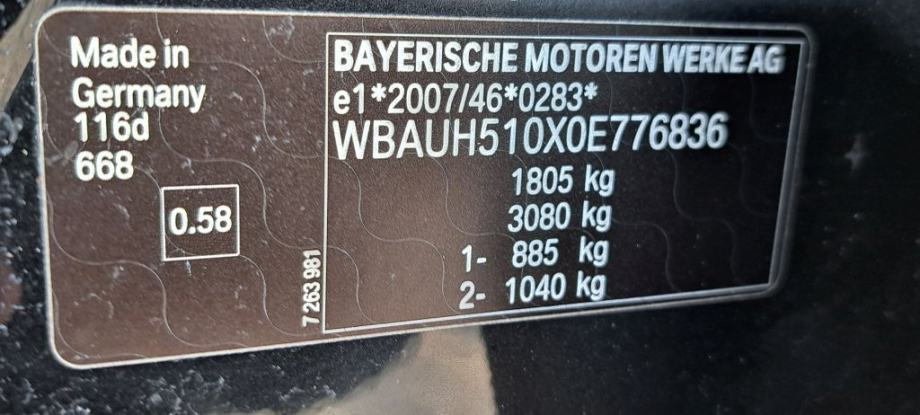 Made in
Germany
116d
668
0.58
7 263 981
BAYERISCHE MOTOREN WERKE AG
e1*2007/46*0283*
WBAUH510X0E776836
1805 kg
3080 kg
1- 885 kg
2- 1040 kg